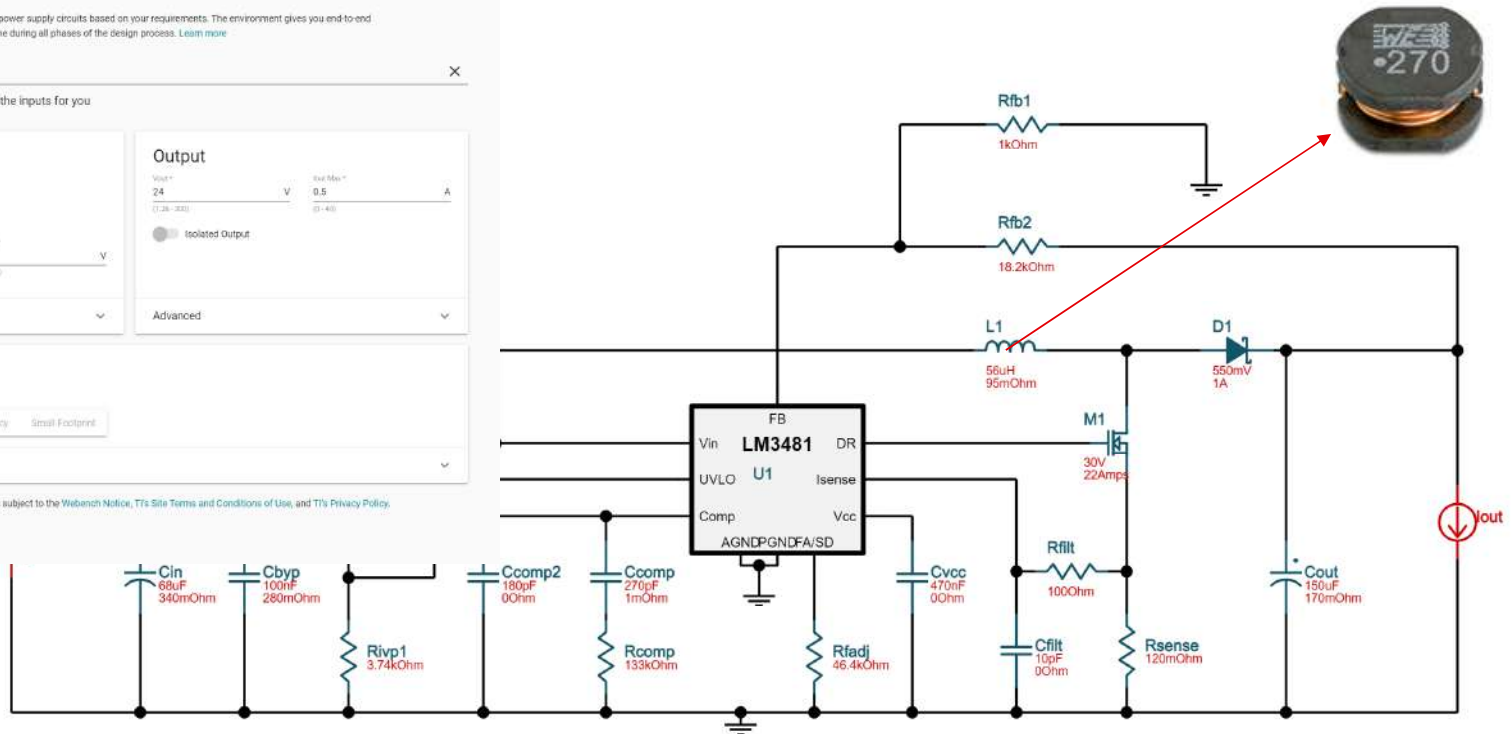 power supply circuits based on your requirements. The environment gives you end-to-end
during all phases of the design process. Learn more
the inputs for you
Output
Vout *
24 V
Iout Max *
0.5 A
(0 - 40)
Isolated Output
V
Advanced
Small Footprint
subject to the Webench Notice, TI's Site Terms and Conditions of Use, and TI's Privacy Policy.
WE
270
Rfb1
1kOhm
Rfb2
18.2kOhm
L1
56uH
95mOhm
D1
550mV
1A
M1
30V
22Amps
FB
Vin
LM3481
DR
UVLO
U1
Isense
Comp
Vcc
AGND
PGND
FA/SD
Iout
Cin
68uF
340mOhm
Cbyp
100nF
280mOhm
Rivp1
3.74kOhm
Ccomp2
180pF
0Ohm
Ccomp
270pF
1mOhm
Rcomp
133kOhm
Rfadj
46.4kOhm
Cvcc
470nF
0Ohm
Rfilt
100Ohm
Cfilt
10pF
0Ohm
Rsense
120mOhm
Cout
150uF
170mOhm